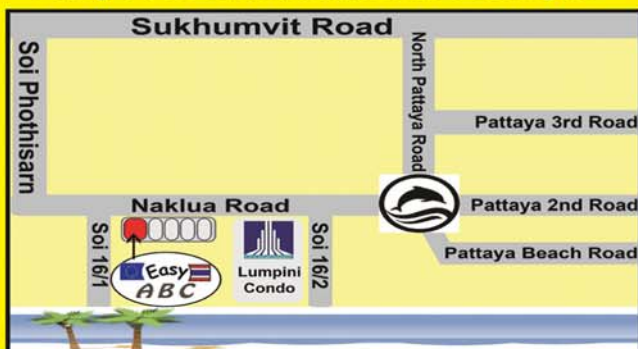 Sukhumvit Road
Soi Phothisarn
North Pattaya Road
Pattaya 3rd Road
Naklua Road
Pattaya 2nd Road
Soi 16/1
Easy
ABC
Lumpini
Condo
Soi 16/2
Pattaya Beach Road